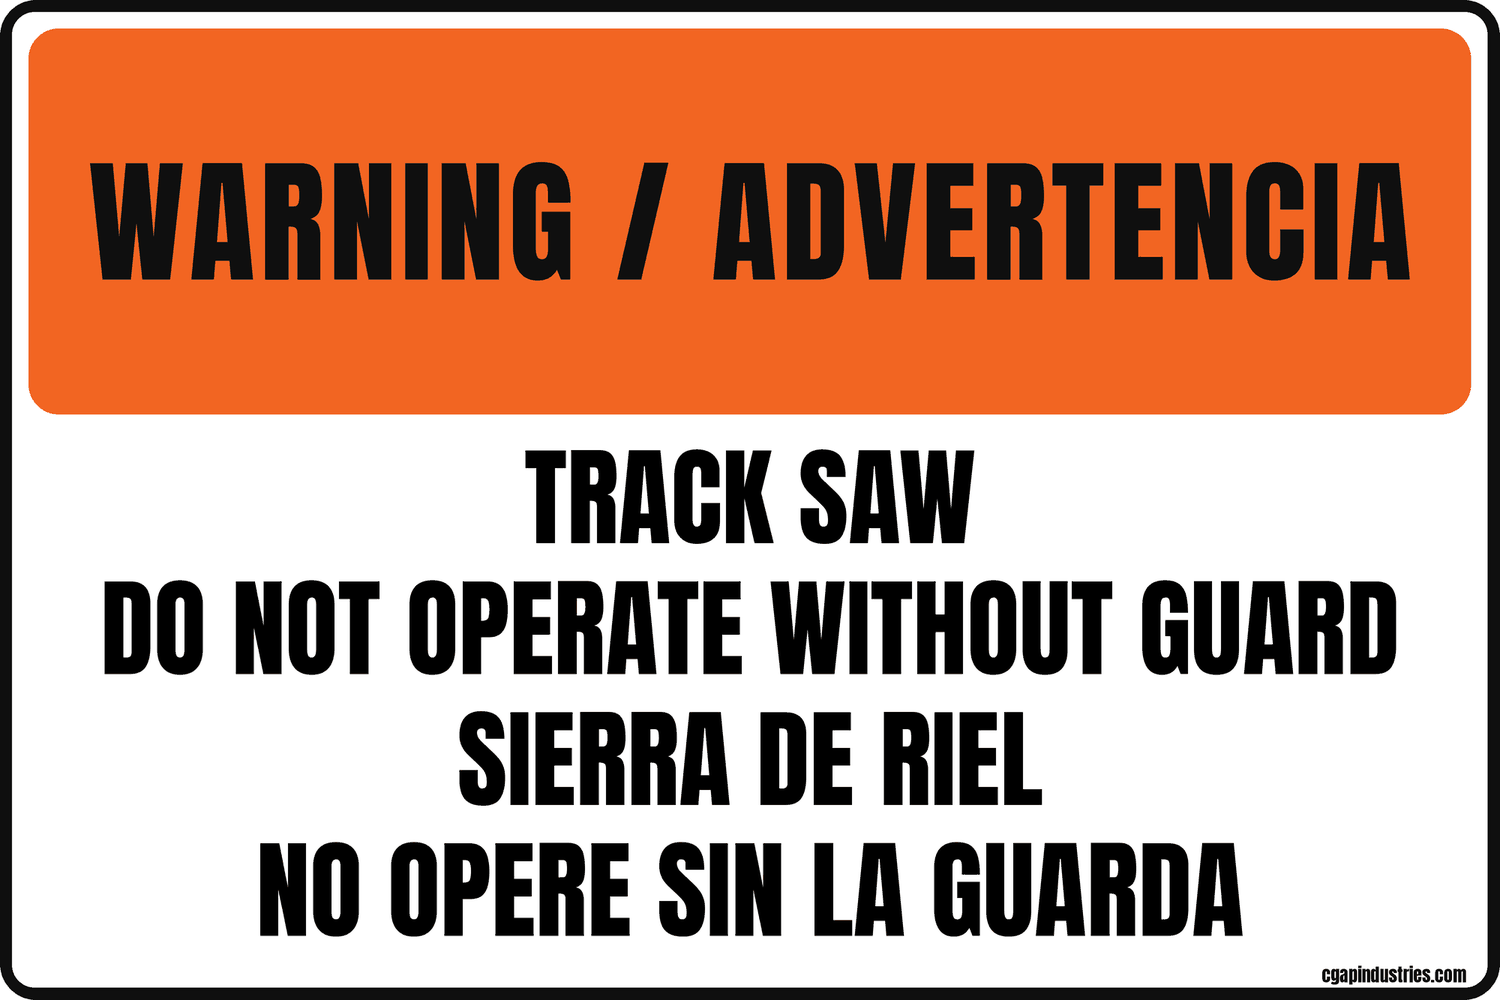 WARNING / ADVERTENCIA
TRACK SAW
DO NOT OPERATE WITHOUT GUARD
SIERRA DE RIEL
NO OPERE SIN LA GUARDA
cgapindustries.com